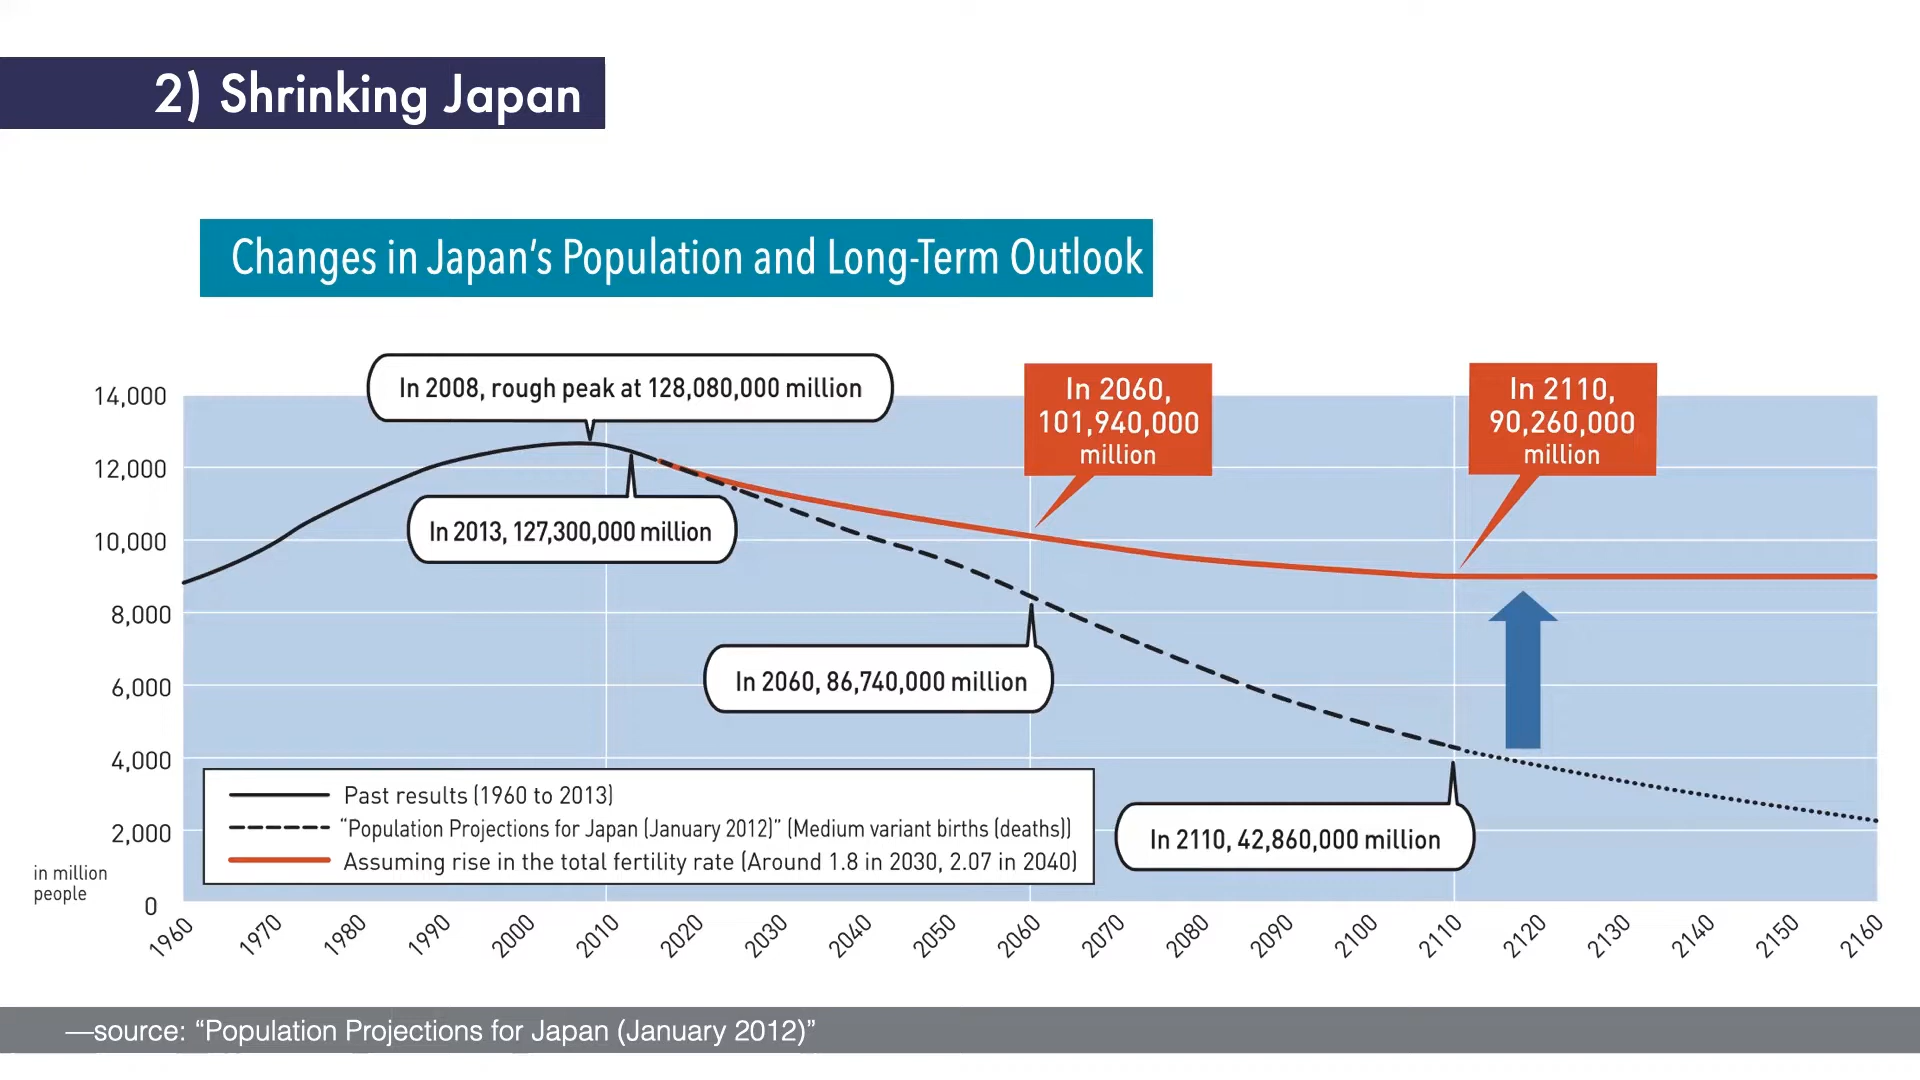 2) Shrinking Japan
Changes in Japan's Population and Long-Term Outlook
In 2008, rough peak at 128,080,000 million
In 2013, 127,300,000 million
In 2060,
101,940,000
million
In 2110,
90,260,000
million
In 2060, 86,740,000 million
In 2110, 42,860,000 million
14,000
12,000
10,000
8,000
6,000
4,000
2,000
0
in million
people
Past results (1960 to 2013)
“Population Projections for Japan (January 2012)” (Medium variant births (deaths))
Assuming rise in the total fertility rate (Around 1.8 in 2030, 2.07 in 2040)
1960 1970 1980 1990 2000 2010 2020 2030 2040 2050 2060 2070 2080 2090 2100 2110 2120 2130 2140 2150 2160
—source: “Population Projections for Japan (January 2012)”